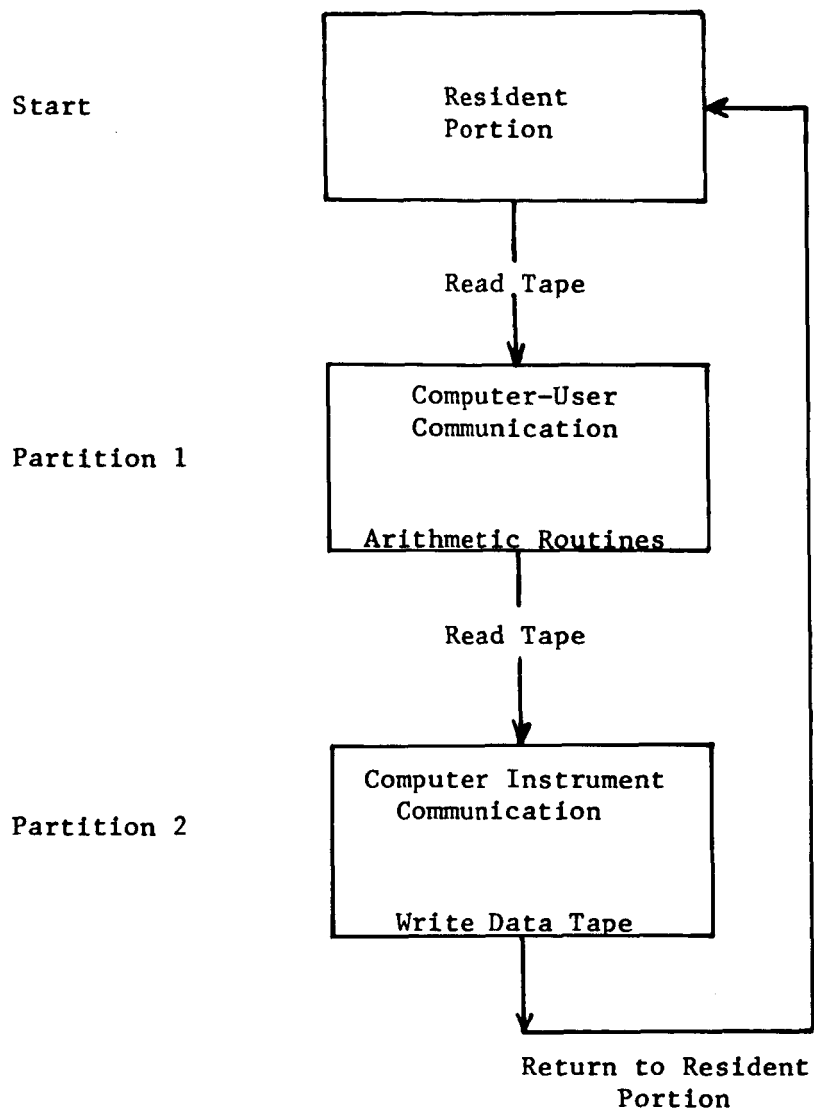 Start
Resident
Portion
Read Tape
Computer-User
Communication
Partition 1
Arithmetic Routines
Read Tape
Computer Instrument
Communication
Partition 2
Write Data Tape
Return to Resident
Portion